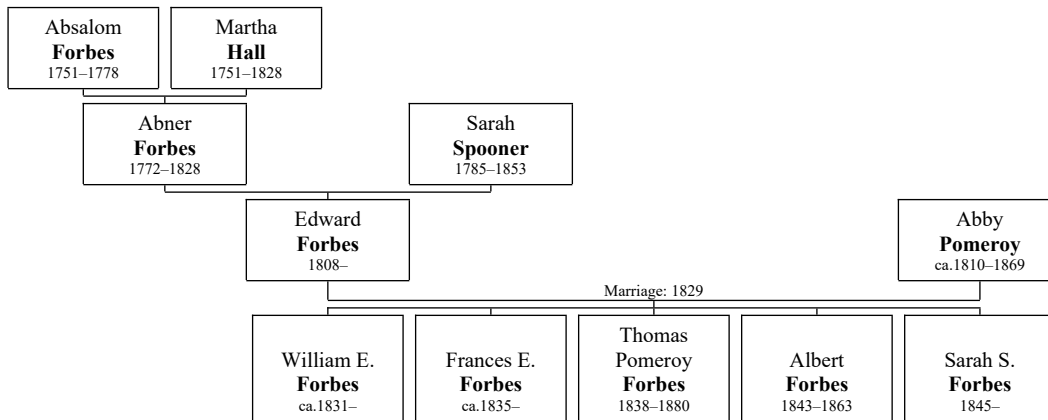 Absalom
Forbes
1751–1778
Martha
Hall
1751–1828
Abner
Forbes
1772–1828
Sarah
Spooner
1785–1853
Edward
Forbes
1808–
Abby
Pomeroy
ca.1810–1869
Marriage: 1829
William E.
Forbes
ca.1831–
Frances E.
Forbes
ca.1835–
Thomas
Pomeroy
Forbes
1838–1880
Albert
Forbes
1843–1863
Sarah S.
Forbes
1845–